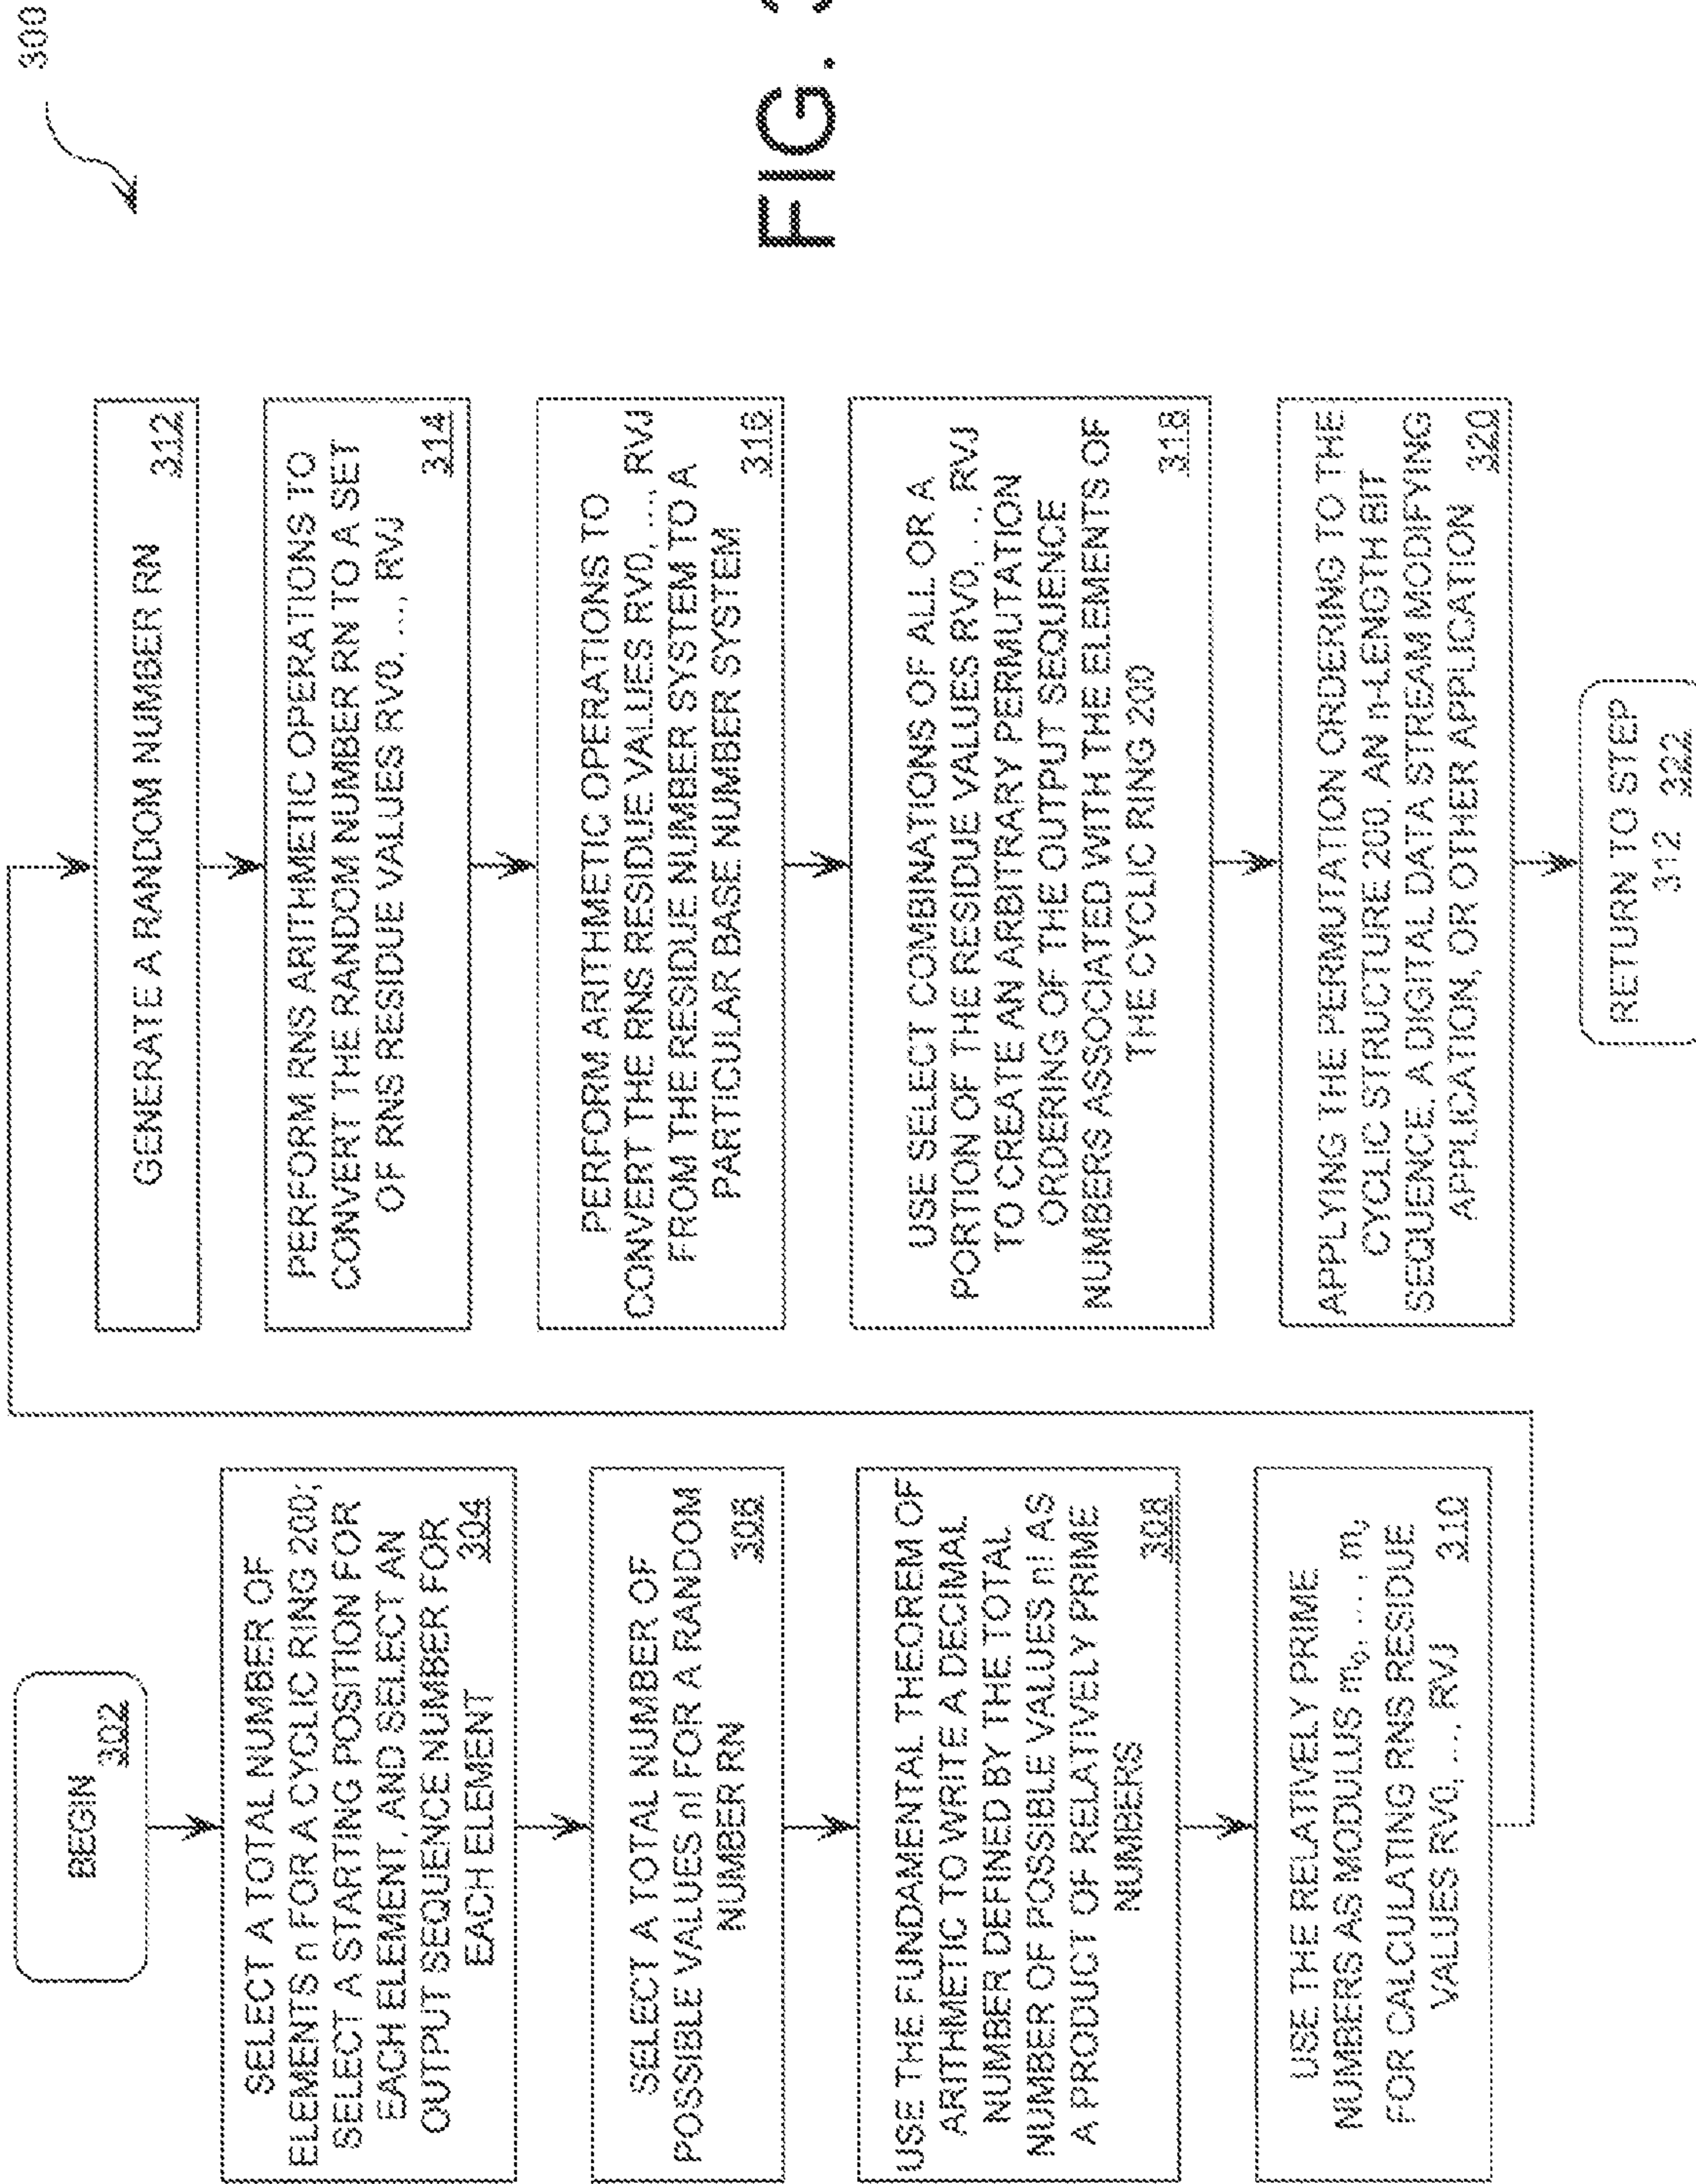 300
BEGIN
302
SELECT A TOTAL NUMBER OF
ELEMENTS n FOR A CYCLIC RING 200;
SELECT A STARTING POSITION FOR
EACH ELEMENT, AND SELECT AN
OUTPUT SEQUENCE NUMBER FOR
EACH ELEMENT
304
SELECT A TOTAL NUMBER OF
POSSIBLE VALUES n! FOR A RANDOM
NUMBER RN
306
USE THE FUNDAMENTAL THEOREM OF
ARITHMETIC TO WRITE A DECIMAL
NUMBER DEFINED BY THE TOTAL
NUMBER OF POSSIBLE VALUES n! AS
A PRODUCT OF RELATIVELY PRIME
NUMBERS
308
USE THE RELATIVELY PRIME
NUMBERS AS MODULUS m0, ..., mJ,
FOR CALCULATING RNS RESIDUE
VALUES RV0, ..., RVJ
310
GENERATE A RANDOM NUMBER RN
312
PERFORM RNS ARITHMETIC OPERATIONS TO
CONVERT THE RANDOM NUMBER RN TO A SET
OF RNS RESIDUE VALUES RV0, ..., RVJ
314
PERFORM ARITHMETIC OPERATIONS TO
CONVERT THE RNS RESIDUE VALUES RV0, ..., RVJ
FROM THE RESIDUE NUMBER SYSTEM TO A
PARTICULAR BASE NUMBER SYSTEM
316
USE SELECT COMBINATIONS OF ALL OR A
PORTION OF THE RESIDUE VALUES RV0, ..., RVJ
TO CREATE AN ARBITRARY PERMUTATION
ORDERING OF THE OUTPUT SEQUENCE
NUMBERS ASSOCIATED WITH THE ELEMENTS OF
THE CYCLIC RING 200
318
APPLYING THE PERMUTATION ORDERING TO THE
CYCLIC STRUCTURE 200, AN n-LENGTH BIT
SEQUENCE, A DIGITAL DATA STREAM MODIFYING
APPLICATION, OR OTHER APPLICATION
320
RETURN TO STEP
312 322
FIG.